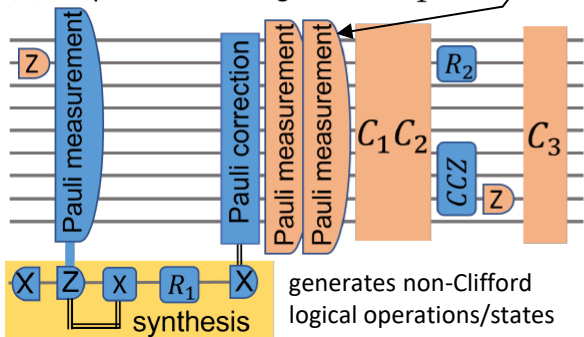 Z
Pauli measurement
Pauli correction
Pauli measurement
Pauli measurement
C₁C₂
R₂
CCZ
Z
C₃
X
Z
X
R₁
X
synthesis
generates non-Clifford
logical operations/states